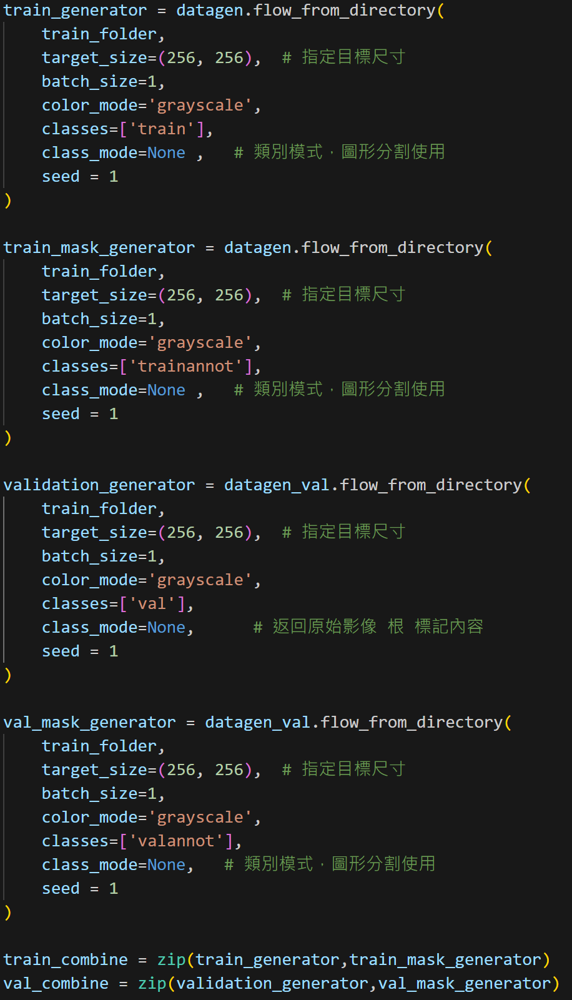 train_generator = datagen.flow_from_directory(
    train_folder,
    target_size=(256, 256),  # 指定目標尺寸
    batch_size=1,
    color_mode='grayscale',
    classes=['train'],
    class_mode=None ,   # 類別模式，圖形分割使用
    seed = 1
)

train_mask_generator = datagen.flow_from_directory(
    train_folder,
    target_size=(256, 256),  # 指定目標尺寸
    batch_size=1,
    color_mode='grayscale',
    classes=['trainannot'],
    class_mode=None ,   # 類別模式，圖形分割使用
    seed = 1
)

validation_generator = datagen_val.flow_from_directory(
    train_folder,
    target_size=(256, 256),  # 指定目標尺寸
    batch_size=1,
    color_mode='grayscale',
    classes=['val'],
    class_mode=None,      # 返回原始影像 根 標記內容
    seed = 1
)

val_mask_generator = datagen_val.flow_from_directory(
    train_folder,
    target_size=(256, 256),  # 指定目標尺寸
    batch_size=1,
    color_mode='grayscale',
    classes=['valannot'],
    class_mode=None,   # 類別模式，圖形分割使用
    seed = 1
)

train_combine = zip(train_generator,train_mask_generator)
val_combine = zip(validation_generator,val_mask_generator)